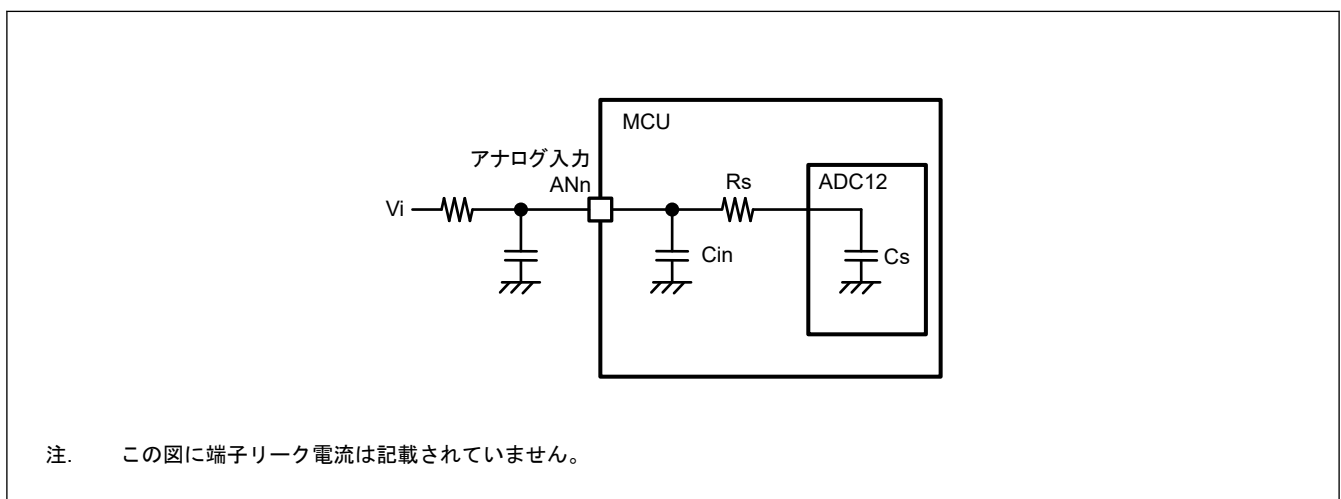 MCU
アナログ入力
ANn
Rs
ADC12
Vi
Cin
Cs
注. この図に端子リーク電流は記載されていません。